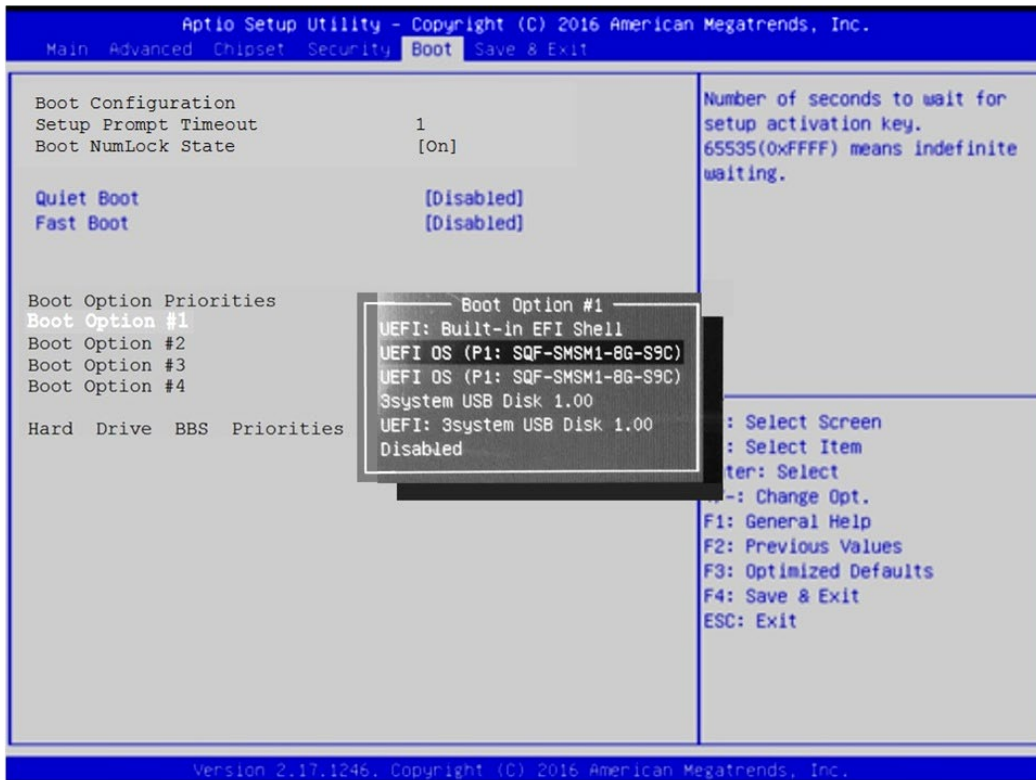 Aptio Setup Utility - Copyright (C) 2016 American Megatrends, Inc.
Main Advanced Chipset Security Boot Save & Exit
Boot Configuration
Setup Prompt Timeout 1
Boot NumLock State [On]
Quiet Boot [Disabled]
Fast Boot [Disabled]
Boot Option Priorities
Boot Option #1
Boot Option #2
Boot Option #3
Boot Option #4
Hard Drive BBS Priorities
Boot Option #1
UEFI: Built-in EFI Shell
UEFI OS (P1: SQF-SMSM1-8G-S9C)
UEFI OS (P1: SQF-SMSM1-8G-S9C)
3system USB Disk 1.00
UEFI: 3system USB Disk 1.00
Disabled
Number of seconds to wait for
setup activation key.
65535(0xFFFF) means indefinite
waiting.
: Select Screen
: Select Item
ter: Select
-: Change Opt.
F1: General Help
F2: Previous Values
F3: Optimized Defaults
F4: Save & Exit
ESC: Exit
Version 2.17.1246. Copyright (C) 2016 American Megatrends, Inc.